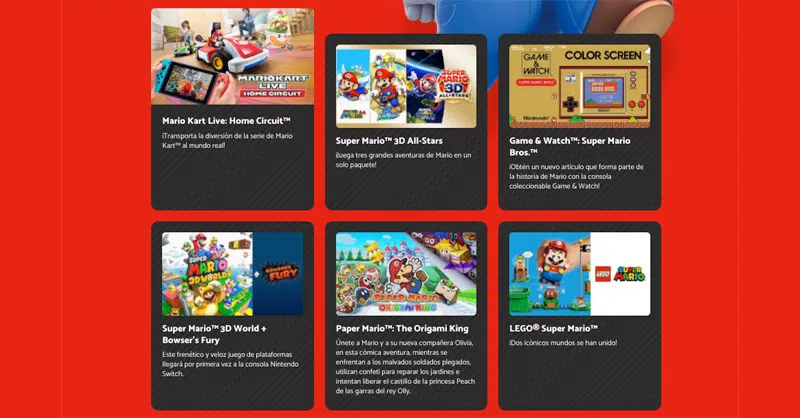 MARIOKART
LIVE
HOME CIRCUIT
Mario Kart Live: Home Circuit™
¡Transporta la diversión de la serie de Mario
Kart™ al mundo real!
SUPER
MARIO
3D
ALL-STARS
Super Mario™ 3D All-Stars
¡Juega tres grandes aventuras de Mario en un
solo paquete!
GAME &
WATCH
SUPER MARIO BROS.
COLOR SCREEN
Nintendo
Game & Watch™: Super Mario
Bros.™
¡Obtén un nuevo artículo que forma parte de
la historia de Mario con la consola
coleccionable Game & Watch!
SUPER
MARIO
3D WORLD
+
BOWSER'S
FURY
Super Mario™ 3D World +
Bowser's Fury
Este frenético y veloz juego de plataformas
llegará por primera vez a la consola Nintendo
Switch.
PAPER MARIO
ORIGAMI KING
Paper Mario™: The Origami King
Únete a Mario y a su nueva compañera Olivia,
en esta cómica aventura, mientras se
enfrentan a los malvados soldados plegados,
utilizan confeti para reparar los jardines e
intentan liberar el castillo de la princesa Peach
de las garras del rey Olly.
LEGO
SUPER
MARIO
LEGO® Super Mario™
¡Dos icónicos mundos se han unido!